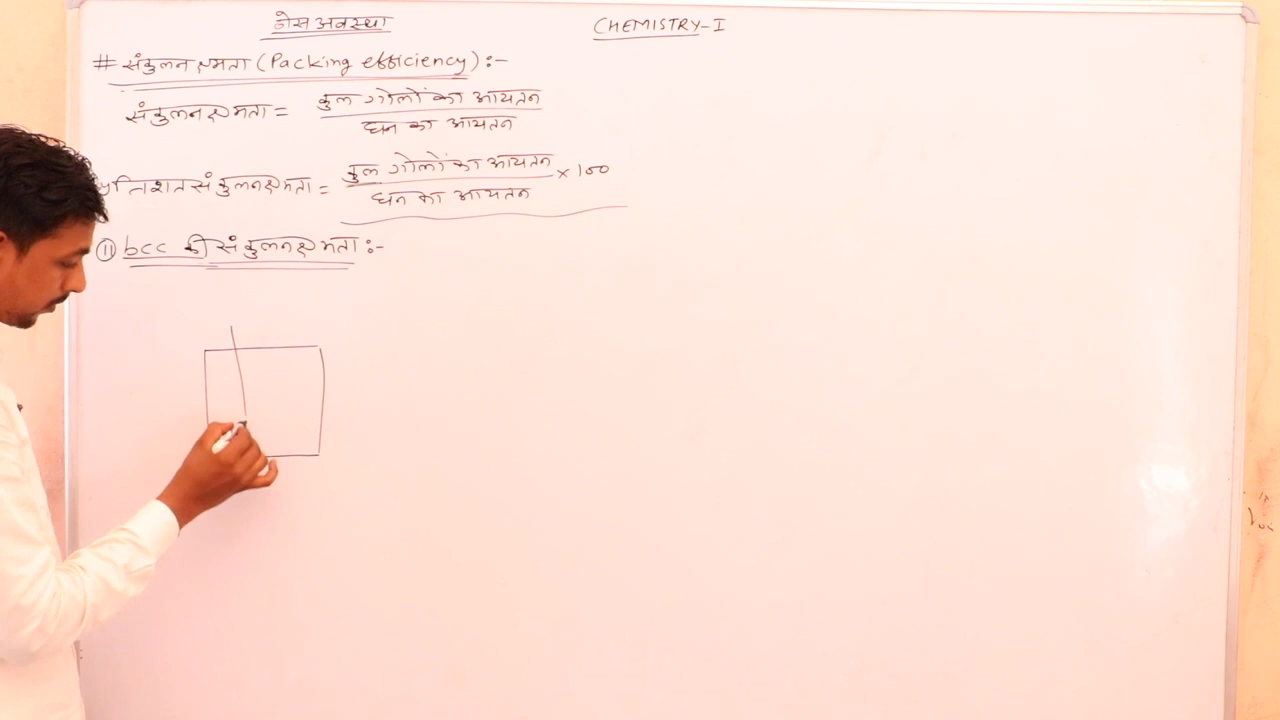 ठोस अवस्था CHEMISTRY-I
# संकुलन क्षमता (Packing efficiency) :-
संकुलन क्षमता = कुल गोलों का आयतन
घन का आयतन
प्रतिशत संकुलन क्षमता = कुल गोलों का आयतन × 100
घन का आयतन
(II) bcc की संकुलन क्षमता :-